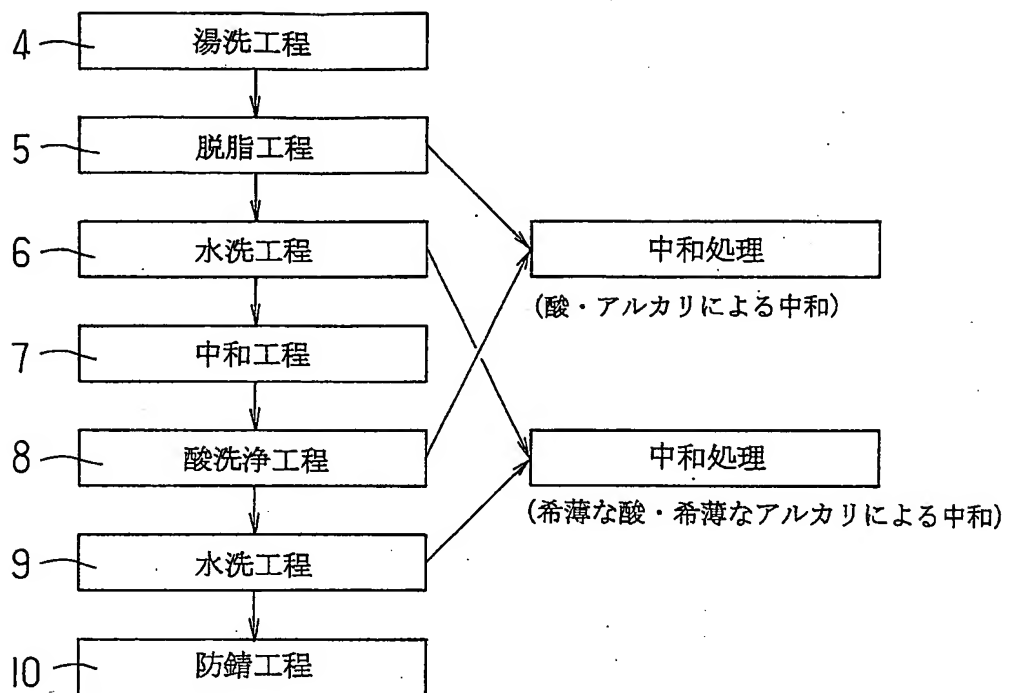 4 湯洗工程
5 脱脂工程
6 水洗工程
中和処理
(酸・アルカリによる中和)
7 中和工程
8 酸洗浄工程
中和処理
(希薄な酸・希薄なアルカリによる中和)
9 水洗工程
10 防錆工程